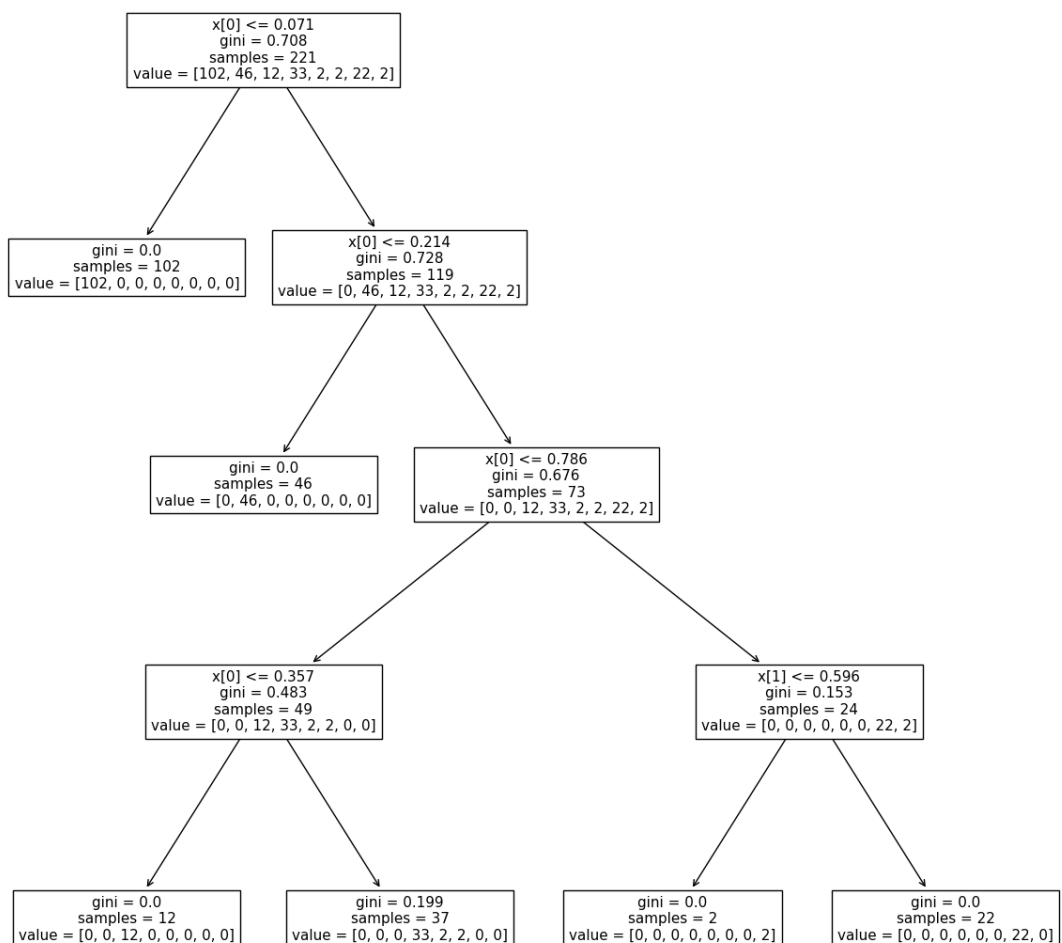 x[0] <= 0.071
gini = 0.708
samples = 221
value = [102, 46, 12, 33, 2, 2, 22, 2]
gini = 0.0
samples = 102
value = [102, 0, 0, 0, 0, 0, 0, 0]
x[0] <= 0.214
gini = 0.728
samples = 119
value = [0, 46, 12, 33, 2, 2, 22, 2]
gini = 0.0
samples = 46
value = [0, 46, 0, 0, 0, 0, 0, 0]
x[0] <= 0.786
gini = 0.676
samples = 73
value = [0, 0, 12, 33, 2, 2, 22, 2]
x[0] <= 0.357
gini = 0.483
samples = 49
value = [0, 0, 12, 33, 2, 2, 0, 0]
x[1] <= 0.596
gini = 0.153
samples = 24
value = [0, 0, 0, 0, 0, 0, 22, 2]
gini = 0.0
samples = 12
value = [0, 0, 12, 0, 0, 0, 0, 0]
gini = 0.199
samples = 37
value = [0, 0, 0, 33, 2, 2, 0, 0]
gini = 0.0
samples = 2
value = [0, 0, 0, 0, 0, 0, 0, 2]
gini = 0.0
samples = 22
value = [0, 0, 0, 0, 0, 0, 22, 0]